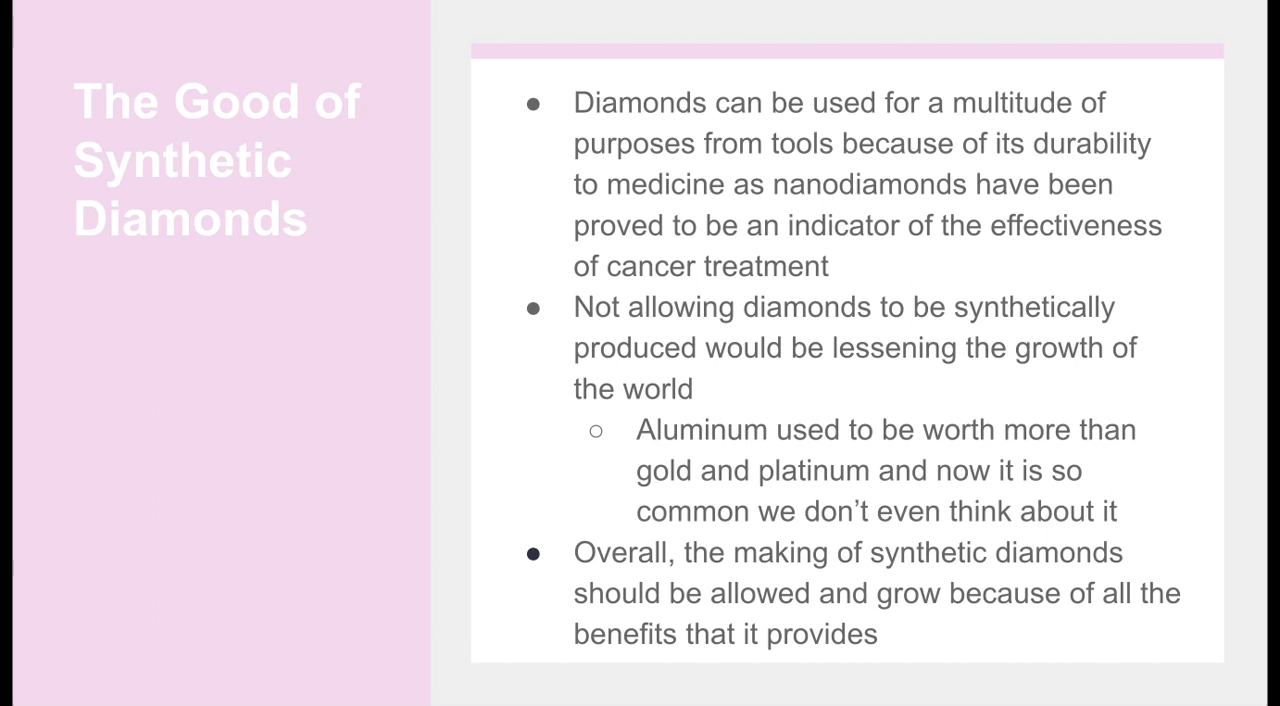 The Good of
Synthetic
Diamonds
● Diamonds can be used for a multitude of
purposes from tools because of its durability
to medicine as nanodiamonds have been
proved to be an indicator of the effectiveness
of cancer treatment
● Not allowing diamonds to be synthetically
produced would be lessening the growth of
the world
○ Aluminum used to be worth more than
gold and platinum and now it is so
common we don’t even think about it
● Overall, the making of synthetic diamonds
should be allowed and grow because of all the
benefits that it provides